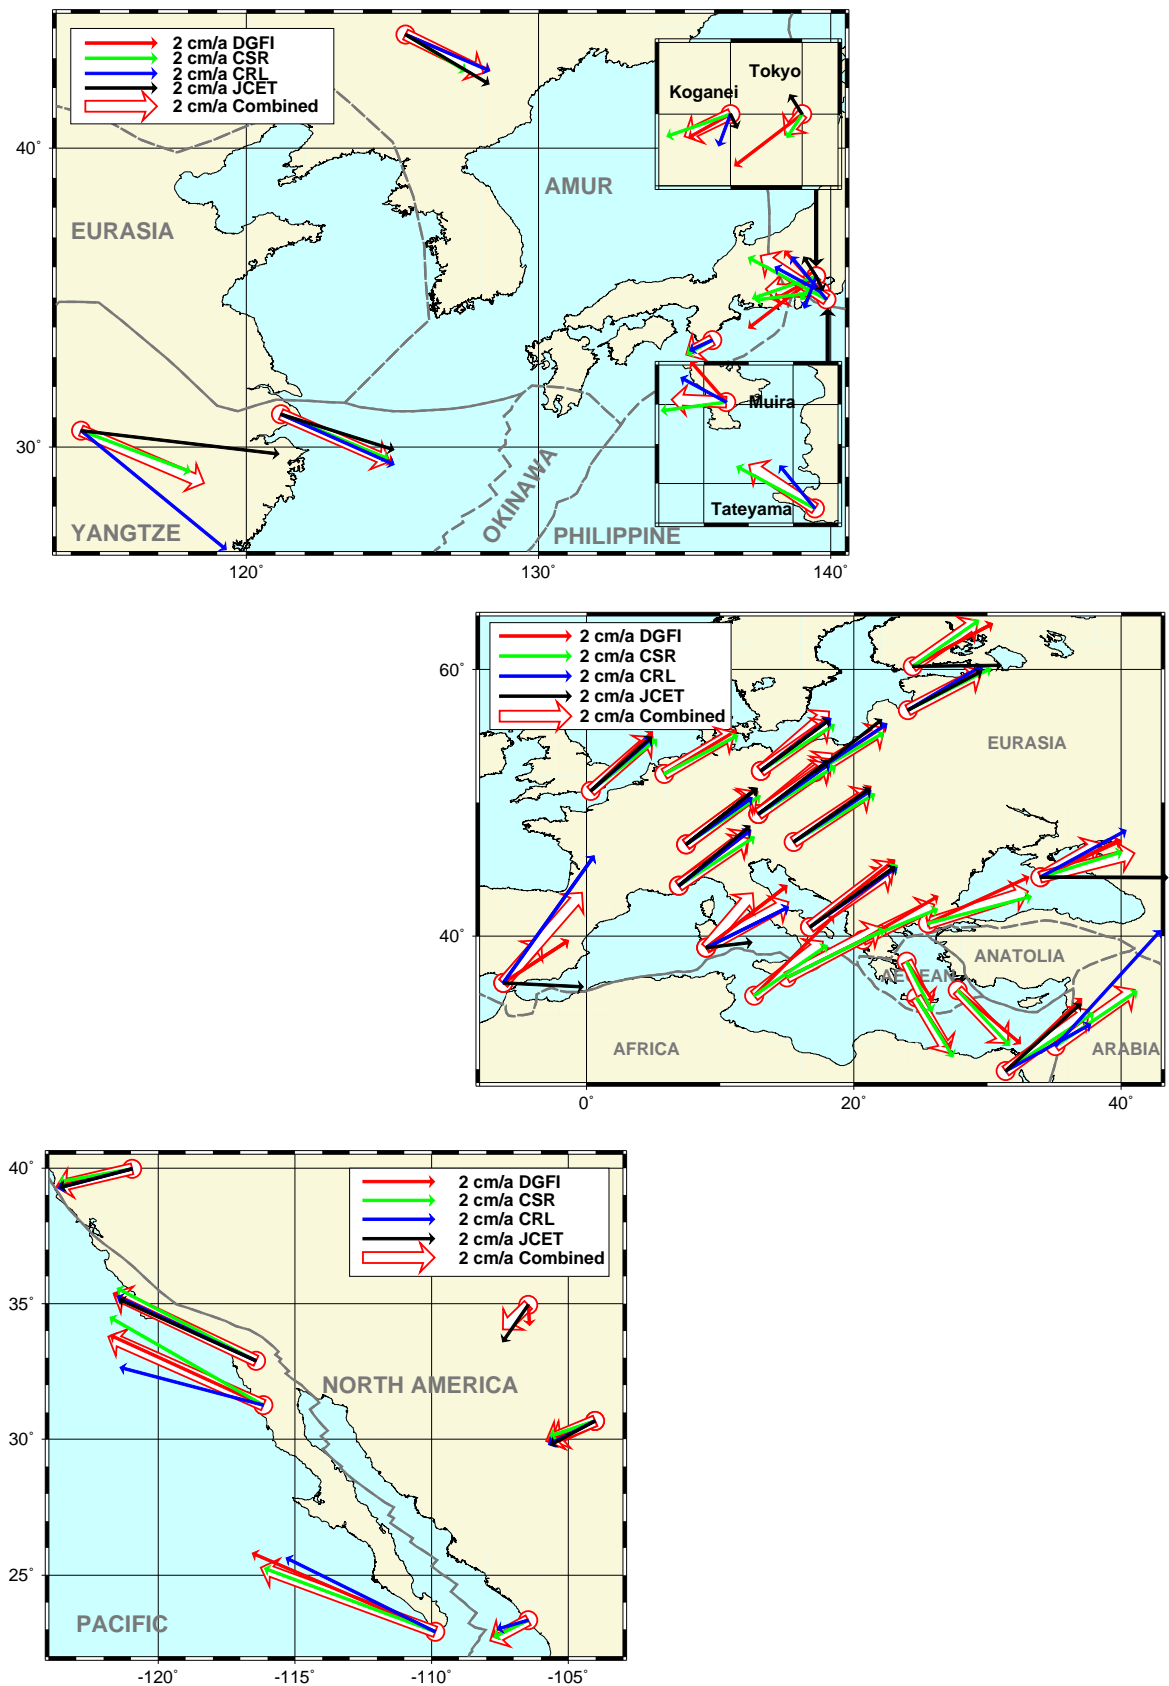 2 cm/a DGFI
2 cm/a CSR
2 cm/a CRL
2 cm/a JCET
2 cm/a Combined
Tokyo
Koganei
40˚
AMUR
EURASIA
Muira
30˚
OKINAWA
Tateyama
YANGTZE
PHILIPPINE
120˚
130˚
140˚
2 cm/a DGFI
2 cm/a CSR
2 cm/a CRL
2 cm/a JCET
2 cm/a Combined
60˚
EURASIA
40˚
ANATOLIA
AEGEAN
AFRICA
ARABIA
0˚
20˚
40˚
40˚
2 cm/a DGFI
2 cm/a CSR
2 cm/a CRL
2 cm/a JCET
2 cm/a Combined
35˚
NORTH AMERICA
30˚
25˚
PACIFIC
-120˚
-115˚
-110˚
-105˚